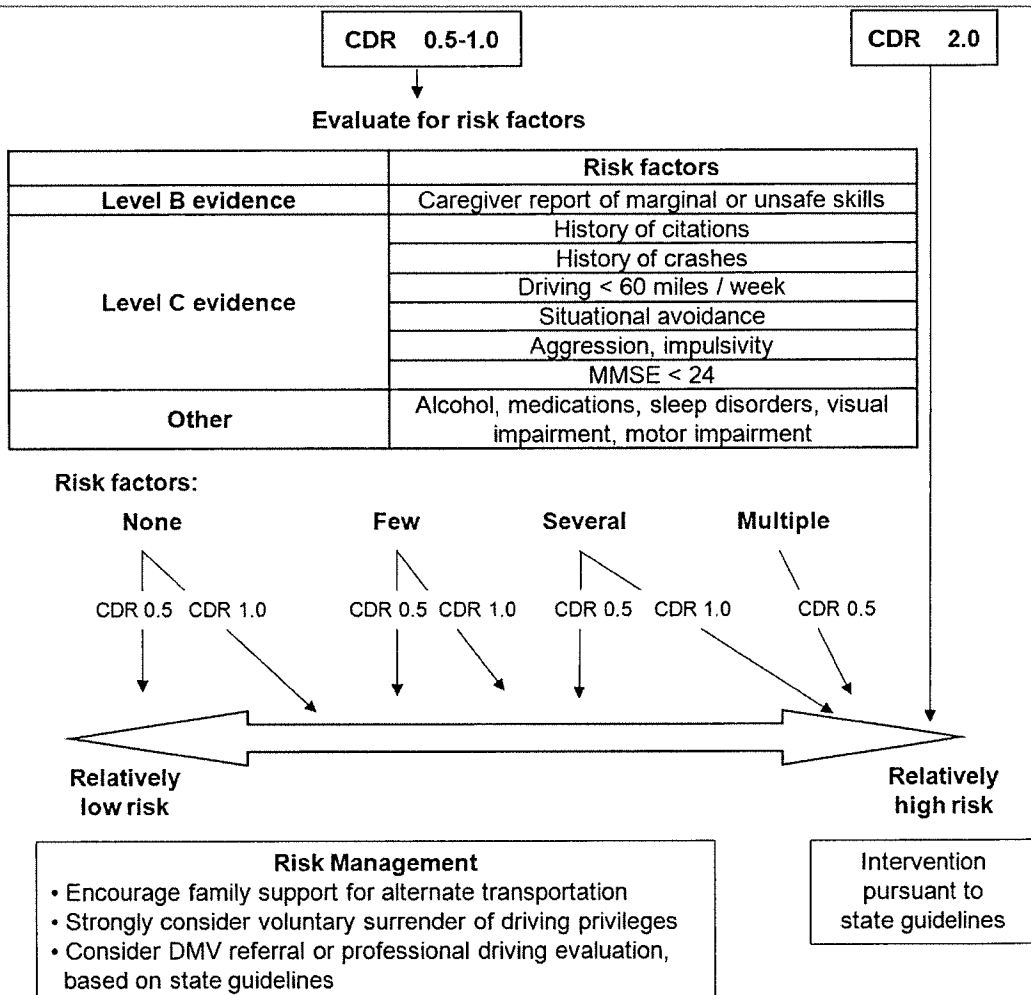 CDR 0.5-1.0
CDR 2.0
Evaluate for risk factors
Risk factors
Level B evidence
Caregiver report of marginal or unsafe skills
Level C evidence
History of citations
History of crashes
Driving < 60 miles / week
Situational avoidance
Aggression, impulsivity
MMSE < 24
Other
Alcohol, medications, sleep disorders, visual
impairment, motor impairment
Risk factors:
None Few Several Multiple
CDR 0.5 CDR 1.0 CDR 0.5 CDR 1.0 CDR 0.5 CDR 1.0 CDR 0.5
Relatively
low risk
Relatively
high risk
Risk Management
• Encourage family support for alternate transportation
• Strongly consider voluntary surrender of driving privileges
• Consider DMV referral or professional driving evaluation,
based on state guidelines
Intervention
pursuant to
state guidelines